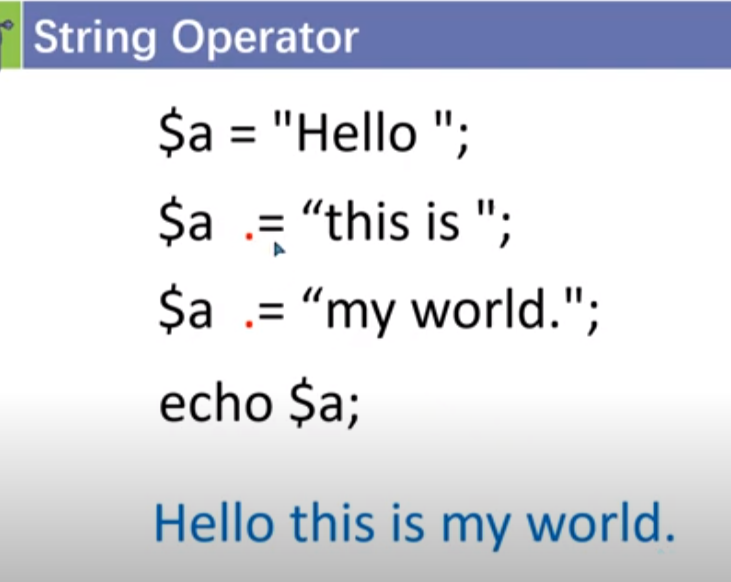 String Operator
$a = "Hello ";
$a .= “this is ";
$a .= “my world.";
echo $a;
Hello this is my world.